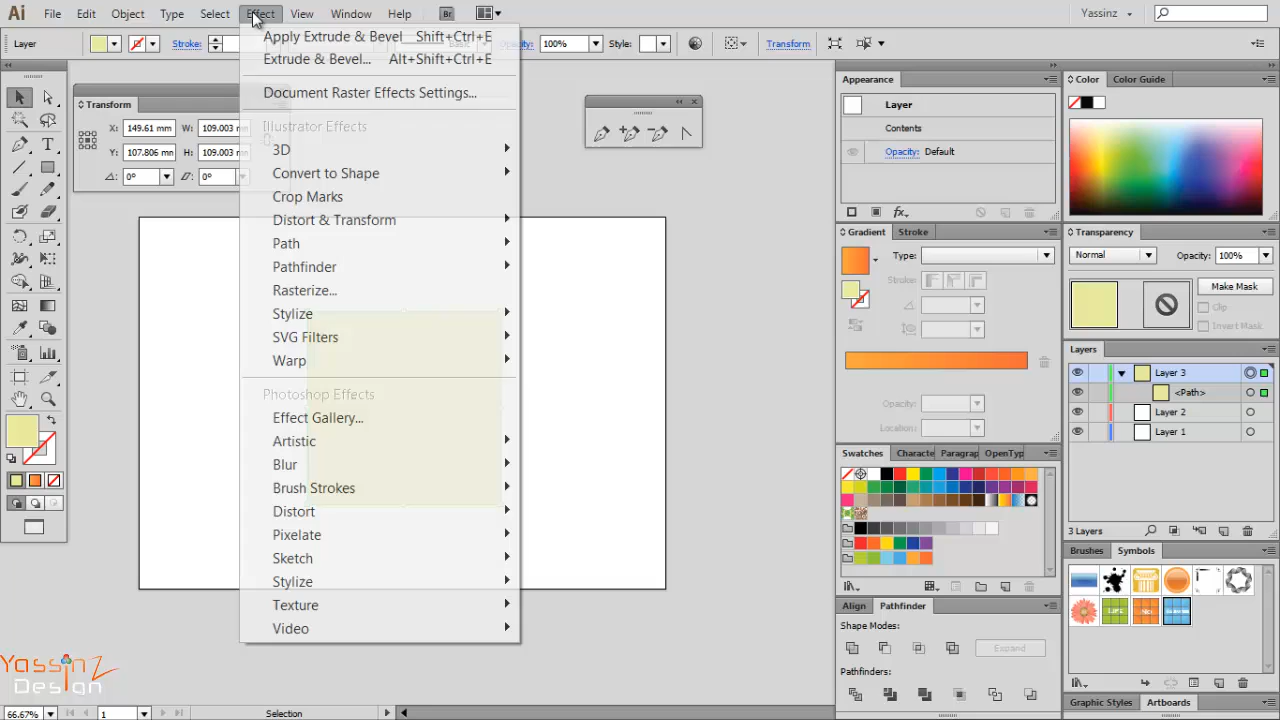 Ai File Edit Object Type Select Effect View Window Help Br Yassinz
Layer Stroke: Opacity: 100% Style: Transform
Apply Extrude & Bevel Shift+Ctrl+E
Extrude & Bevel... Alt+Shift+Ctrl+E
Document Raster Effects Settings...
Illustrator Effects
3D
Convert to Shape
Crop Marks
Distort & Transform
Path
Pathfinder
Rasterize...
Stylize
SVG Filters
Warp
Photoshop Effects
Effect Gallery...
Artistic
Blur
Brush Strokes
Distort
Pixelate
Sketch
Stylize
Texture
Video
Transform
X: 149.61 mm W: 109.003 mm
Y: 107.806 mm H: 109.003 mm
0° 0°
Appearance
Layer
Contents
Opacity: Default
fx
Gradient Stroke
Type:
Stroke:
Opacity:
Location:
Swatches Characte Paragrap OpenTyp
Align Pathfinder
Shape Modes:
Expand
Pathfinders:
Color Color Guide
Transparency
Normal Opacity: 100%
Make Mask
Clip
Invert Mask
Layers
Layer 3
<Path>
Layer 2
Layer 1
3 Layers
Brushes Symbols
Graphic Styles Artboards
YassinZ
Design
66.67% 1 Selection